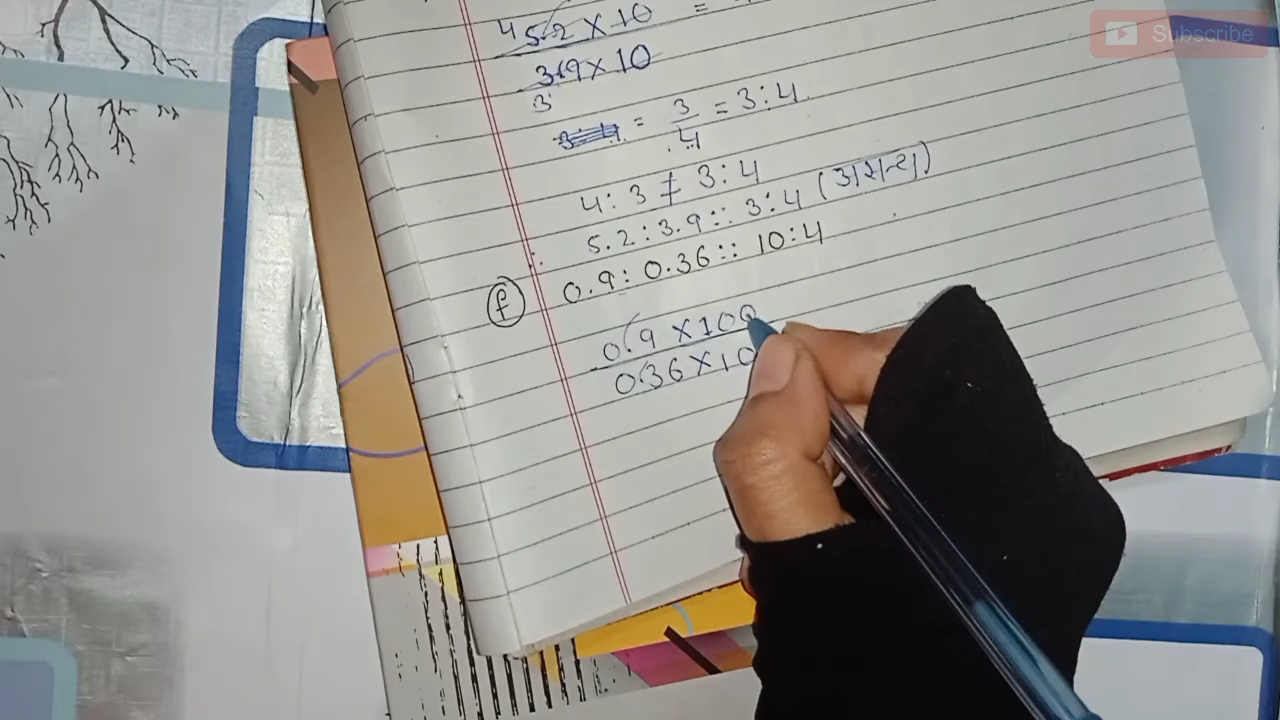 Subscribe
4 5.2 × 10 =
3.9 × 10
3
= 3/4 = 3:4
4:3 ≠ 3:4
∴ 5.2:3.9 :: 3:4 (असत्य)
(f) 0.9:0.36 :: 10:4
0.9 × 100
0.36 × 10